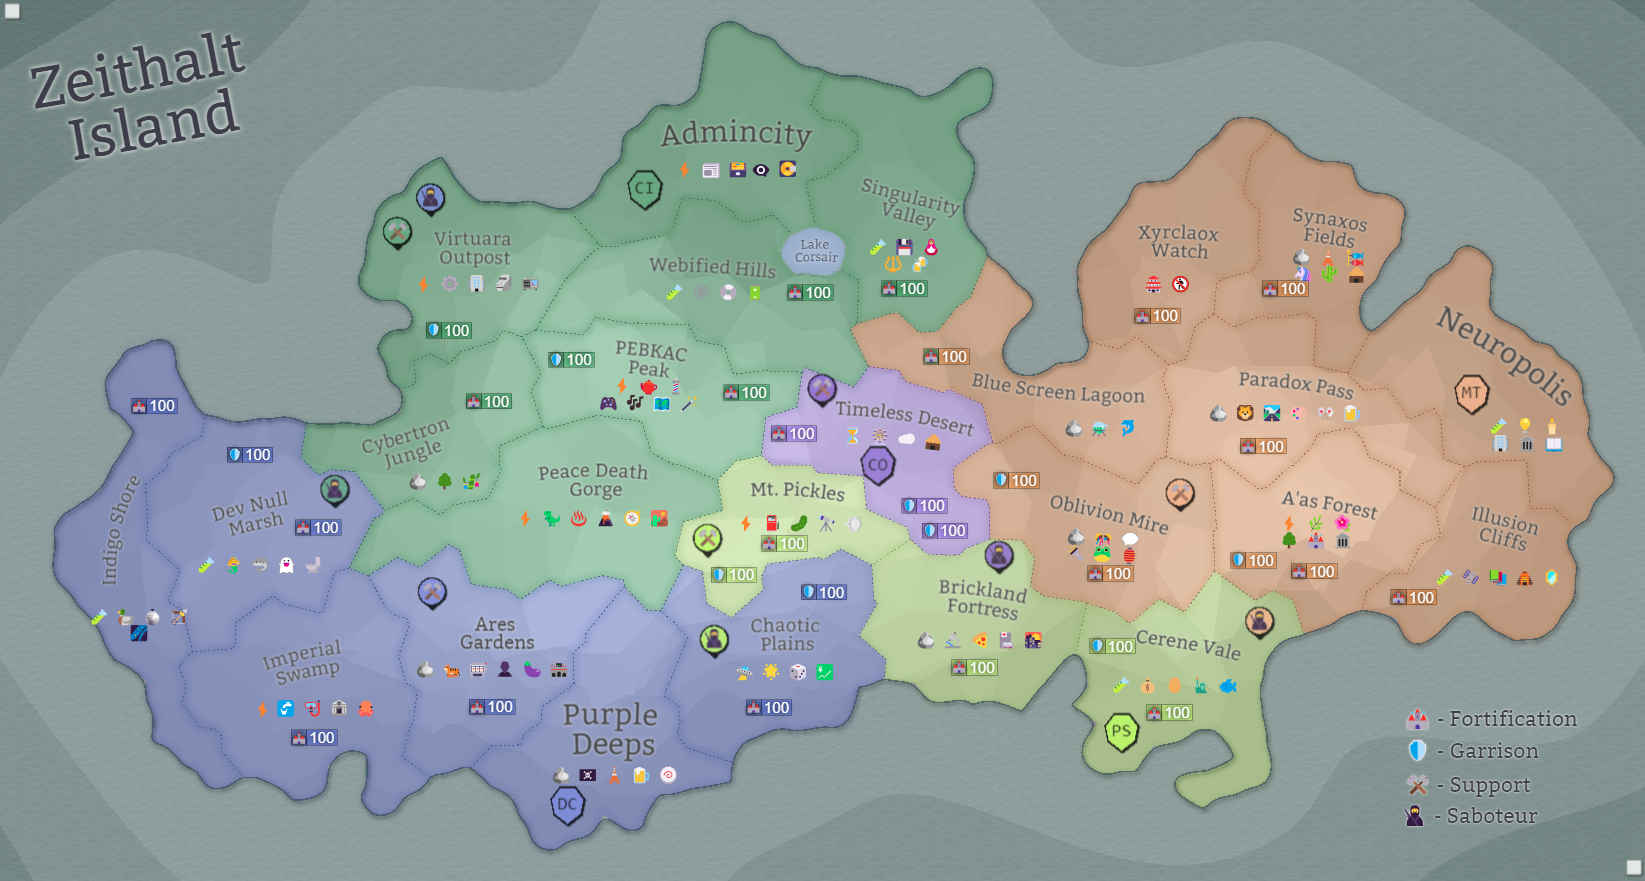 Zeithalt
Island
Admincity
CI
Singularity
Valley
100
Lake
Corsair
Virtuara
Outpost
100
Webified Hills
100
Xyrclaox
Watch
100
Synaxos
Fields
100
PEBKAC
Peak
100
100
100
Blue Screen Lagoon
Neuropolis
MT
Paradox Pass
100
100
Cybertron
Jungle
100
Timeless Desert
100
CO
100
100
Indigo Shore
100
Dev Null
Marsh
100
Peace Death
Gorge
Mt. Pickles
100
100
100
Oblivion Mire
100
A'as Forest
100
100
Illusion
Cliffs
100
Imperial
Swamp
100
Ares
Gardens
100
Chaotic
Plains
100
100
Brickland
Fortress
100
Cerene Vale
100
100
PS
Purple
Deeps
DC
- Fortification
- Garrison
- Support
- Saboteur